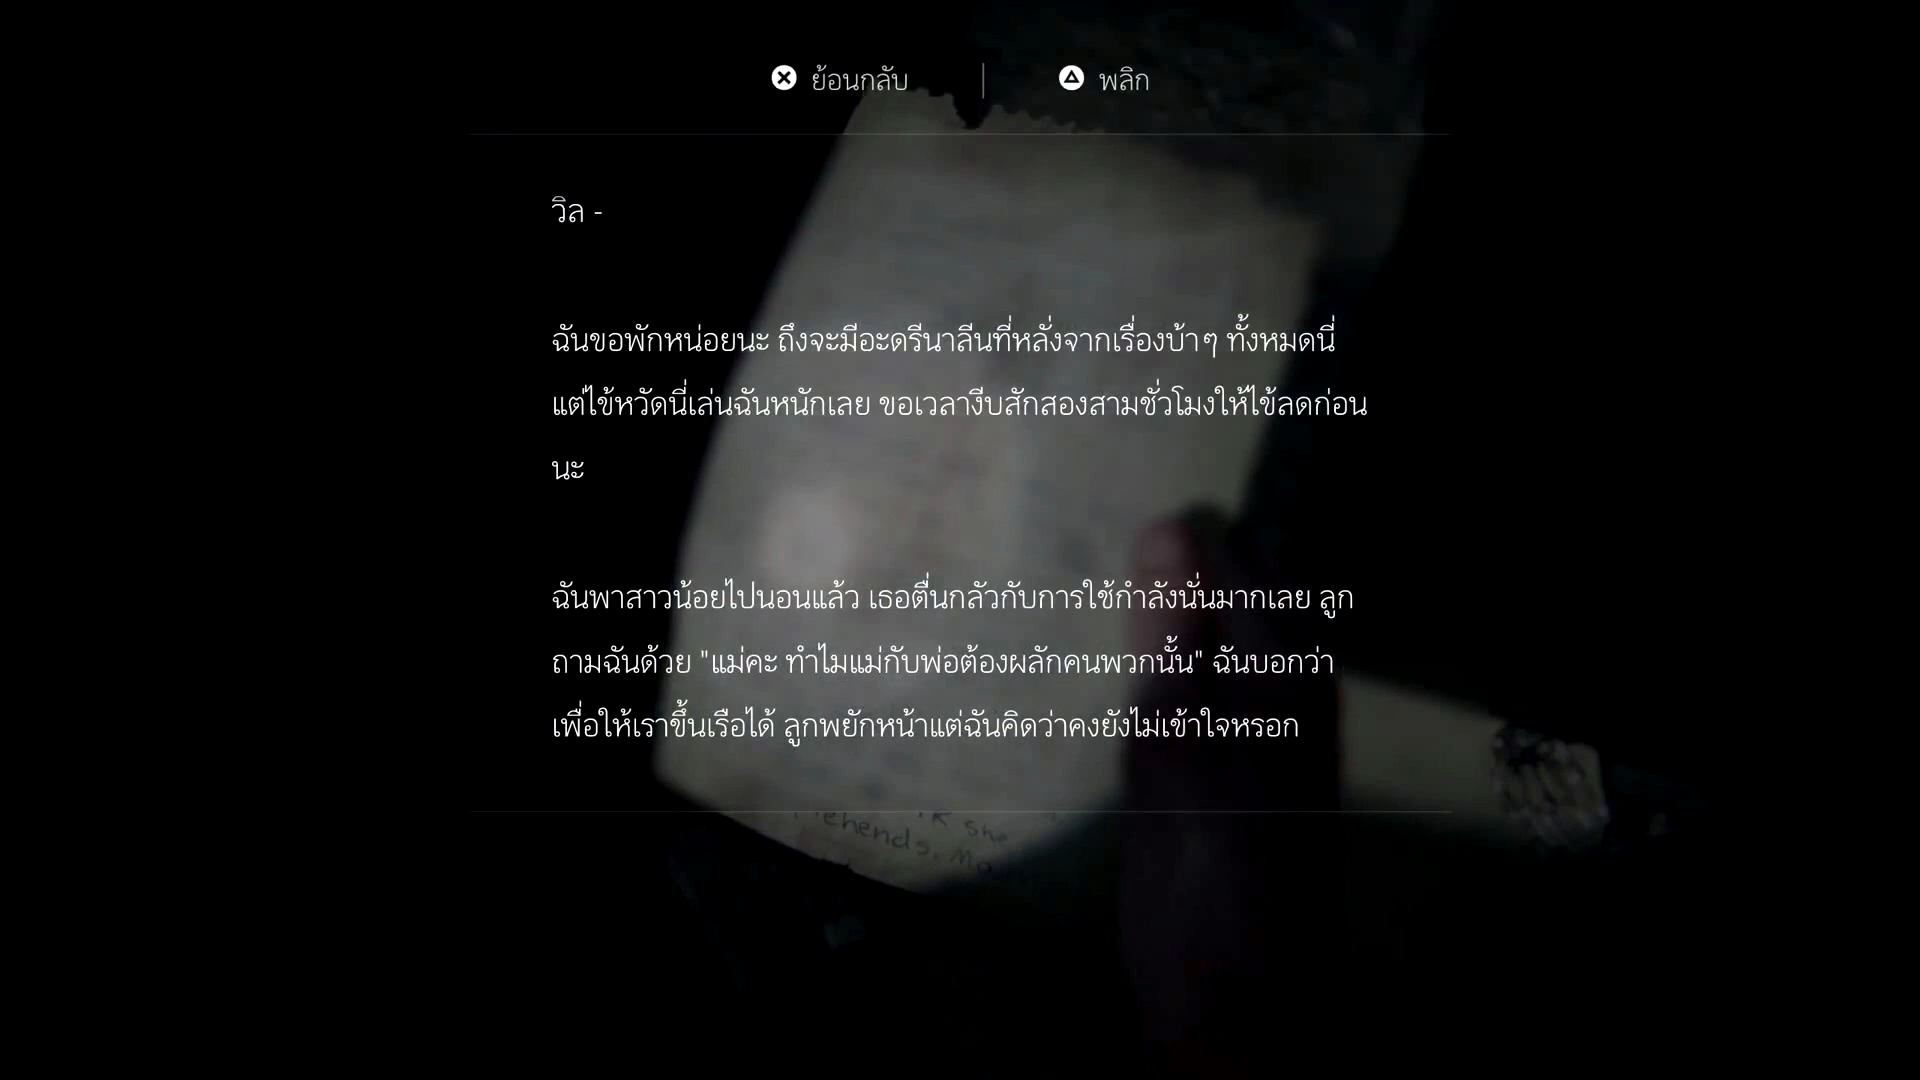 ย้อนกลับ | พลิก
วิล -
ฉันขอพักหน่อยนะ ถึงจะมีอะดรีนาลีนที่หลั่งจากเรื่องบ้าๆ ทั้งหมดนี่
แต่ไข้หวัดนี่เล่นฉันหนักเลย ขอเวลางีบสักสองสามชั่วโมงให้ไข้ลดก่อน
นะ
ฉันพาสาวน้อยไปนอนแล้ว เธอตื่นกลัวกับการใช้กำลังนั่นมากเลย ลูก
ถามฉันด้วย "แม่คะ ทำไมแม่กับพ่อต้องผลักคนพวกนั้น" ฉันบอกว่า
เพื่อให้เราขึ้นเรือได้ ลูกพยักหน้าแต่ฉันคิดว่าคงยังไม่เข้าใจหรอก
she